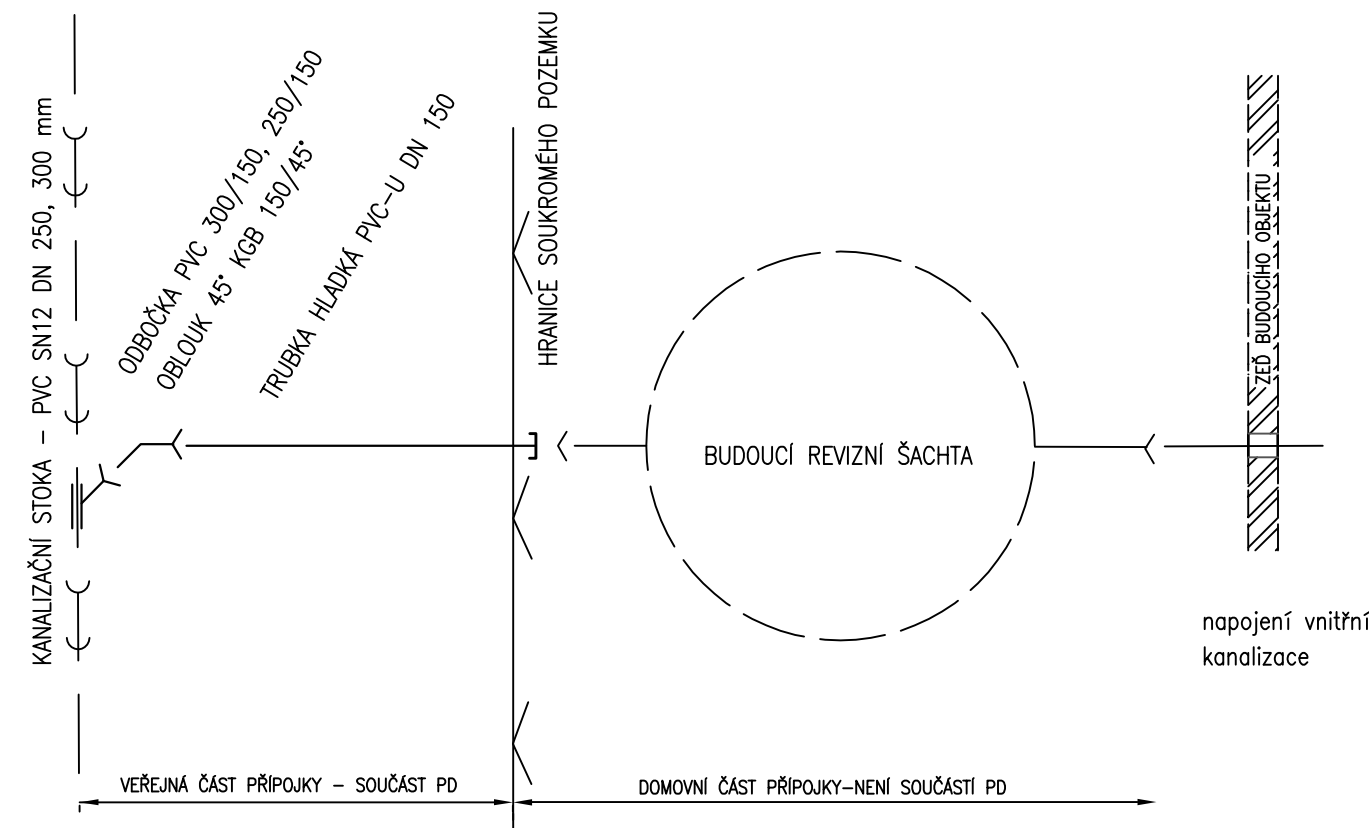 KANALIZAČNÍ STOKA – PVC SN12 DN 250, 300 mm
ODBOČKA PVC 300/150, 250/150
OBLOUK 45° KGB 150/45°
TRUBKA HLADKÁ PVC–U DN 150
HRANICE SOUKROMÉHO POZEMKU
BUDOUCÍ REVIZNÍ ŠACHTA
ZEĎ BUDOUCÍHO OBJEKTU
napojení vnitřní
kanalizace
VEŘEJNÁ ČÁST PŘÍPOJKY – SOUČÁST PD
DOMOVNÍ ČÁST PŘÍPOJKY–NENÍ SOUČÁSTÍ PD